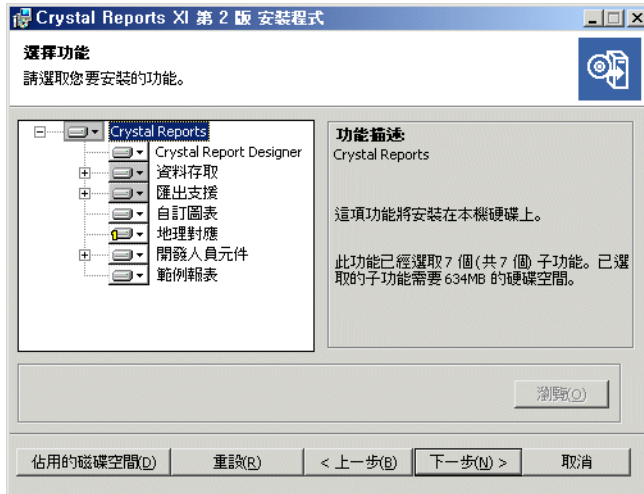 Crystal Reports XI 第 2 版 安裝程式
選擇功能
請選取您要安裝的功能。
Crystal Reports
Crystal Report Designer
資料存取
匯出支援
自訂圖表
地理對應
開發人員元件
範例報表
功能描述:
Crystal Reports
這項功能將安裝在本機硬碟上。
此功能已經選取 7 個 (共 7 個) 子功能。已選
取的子功能需要 634MB 的硬碟空間。
瀏覽(O)
佔用的磁碟空間(D)
重設(R)
< 上一步(B)
下一步(N) >
取消